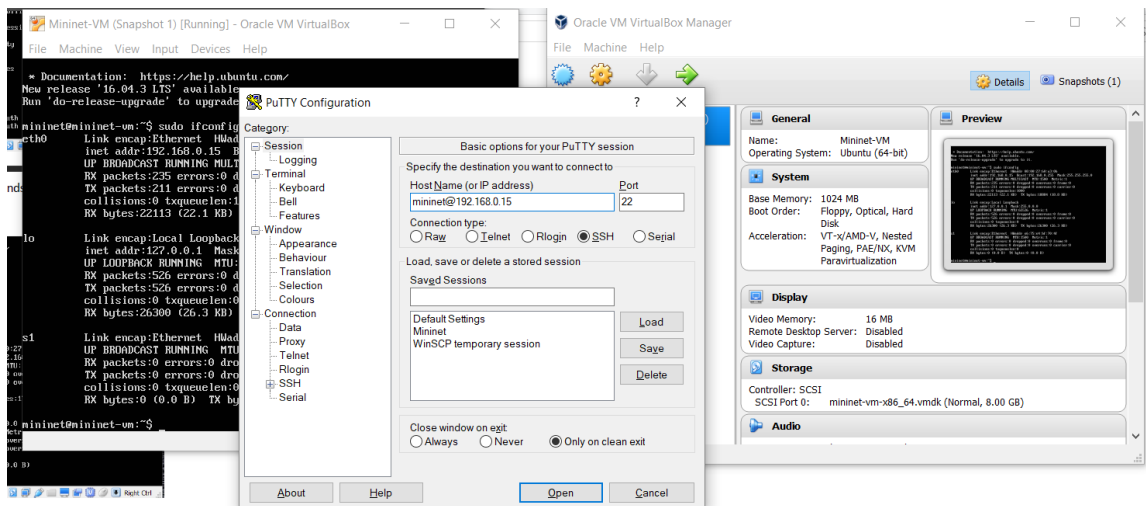 Mininet-VM (Snapshot 1) [Running] - Oracle VM VirtualBox
File Machine View Input Devices Help
* Documentation: https://help.ubuntu.com/
New release '16.04.3 LTS' available
Run 'do-release-upgrade' to upgrade
mininet@mininet-vm:~$ sudo ifconfig
eth0 Link encap:Ethernet HWad
inet addr:192.168.0.15 B
UP BROADCAST RUNNING MULT
RX packets:235 errors:0 d
TX packets:211 errors:0 d
collisions:0 txqueuelen:1
RX bytes:22113 (22.1 KB)
lo Link encap:Local Loopback
inet addr:127.0.0.1 Mask
UP LOOPBACK RUNNING MTU:
RX packets:526 errors:0 d
TX packets:526 errors:0 d
collisions:0 txqueuelen:0
RX bytes:26300 (26.3 KB)
s1 Link encap:Ethernet HWad
UP BROADCAST RUNNING MTU
RX packets:0 errors:0 dro
TX packets:0 errors:0 dro
collisions:0 txqueuelen:0
RX bytes:0 (0.0 B) TX by
mininet@mininet-vm:~$ _
Right Ctrl
PuTTY Configuration
? 
Category:
Session
Logging
Terminal
Keyboard
Bell
Features
Window
Appearance
Behaviour
Translation
Selection
Colours
Connection
Data
Proxy
Telnet
Rlogin
SSH
Serial
Basic options for your PuTTY session
Specify the destination you want to connect to
Host Name (or IP address) Port
mininet@192.168.0.15 22
Connection type:
Raw Telnet Rlogin SSH Serial
Load, save or delete a stored session
Saved Sessions
Default Settings
Mininet
WinSCP temporary session
Load
Save
Delete
Close window on exit:
Always Never Only on clean exit
About Help Open Cancel
Oracle VM VirtualBox Manager
File Machine Help
Details Snapshots (1)
General
Name: Mininet-VM
Operating System: Ubuntu (64-bit)
System
Base Memory: 1024 MB
Boot Order: Floppy, Optical, Hard
Disk
Acceleration: VT-x/AMD-V, Nested
Paging, PAE/NX, KVM
Paravirtualization
Preview
Display
Video Memory: 16 MB
Remote Desktop Server: Disabled
Video Capture: Disabled
Storage
Controller: SCSI
SCSI Port 0: mininet-vm-x86_64.vmdk (Normal, 8.00 GB)
Audio